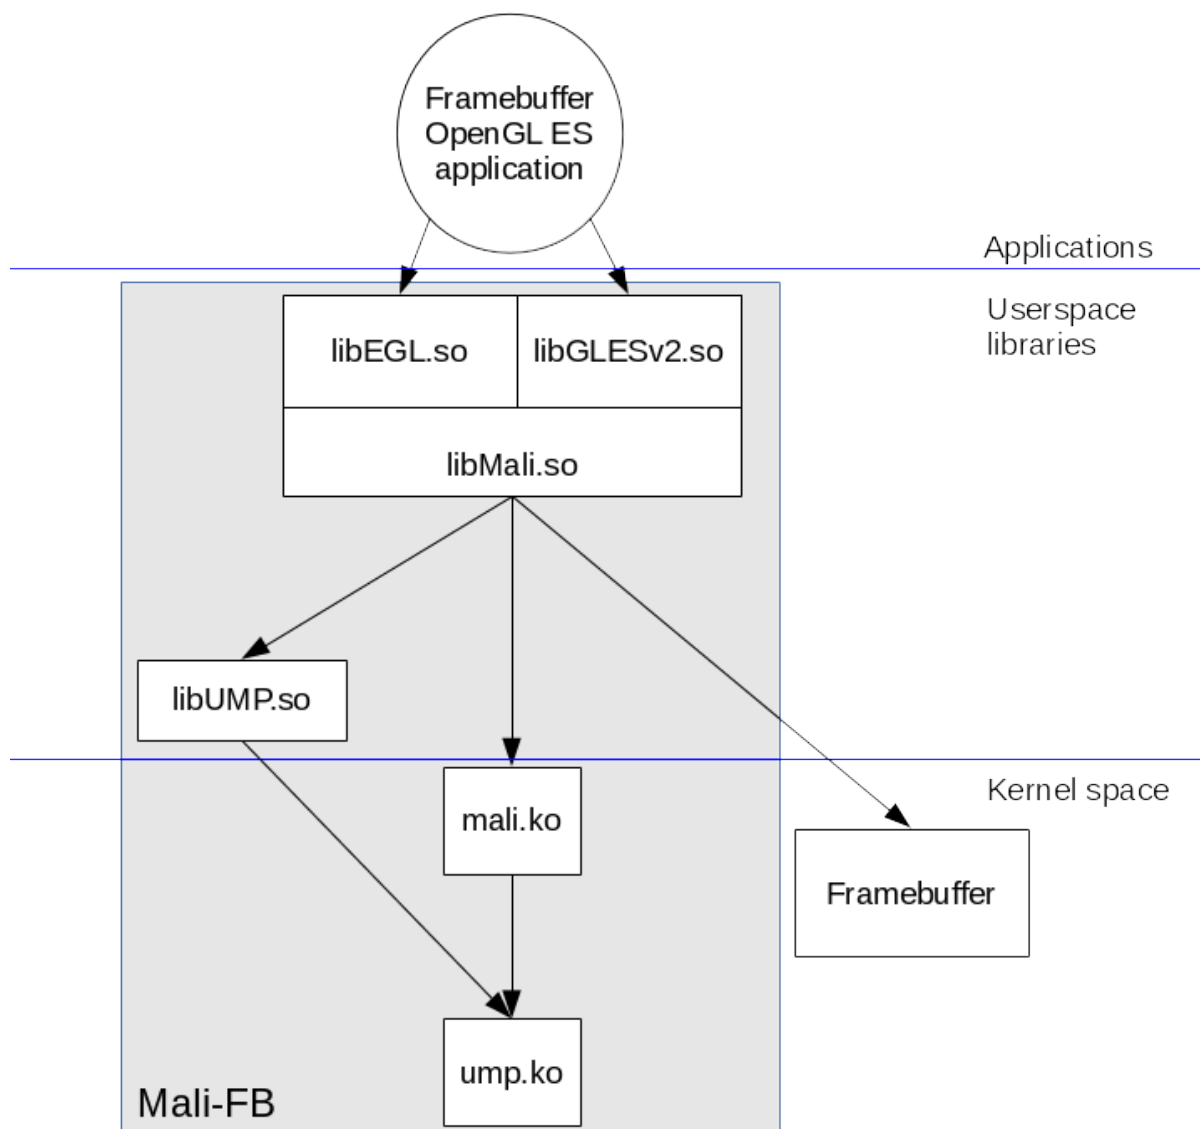 Framebuffer
OpenGL ES
application
Applications
Userspace
libraries
libEGL.so
libGLESv2.so
libMali.so
libUMP.so
Kernel space
mali.ko
Framebuffer
ump.ko
Mali-FB